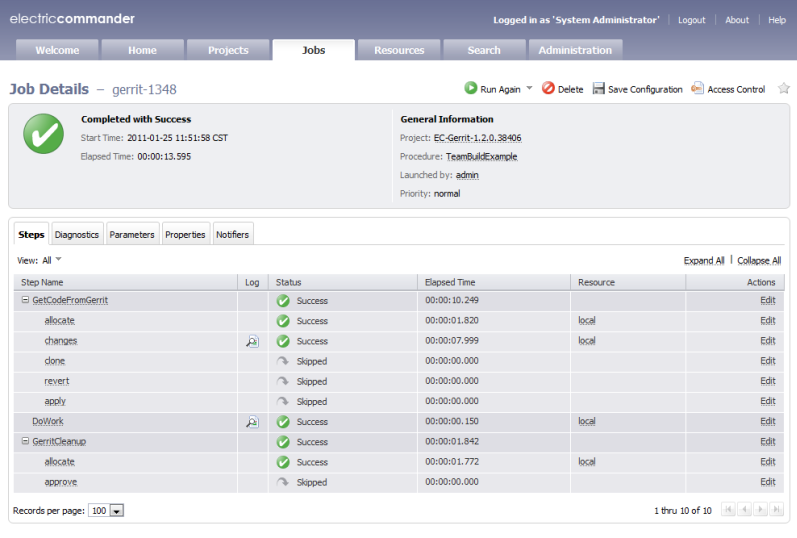 electriccommander
Logged in as 'System Administrator' | Logout | About | Help
Welcome Home Projects Jobs Resources Search Administration
Job Details – gerrit-1348
Run Again Delete Save Configuration Access Control
Completed with Success
Start Time: 2011-01-25 11:51:58 CST
Elapsed Time: 00:00:13.595
General Information
Project: EC-Gerrit-1.2.0.38406
Procedure: TeamBuildExample
Launched by: admin
Priority: normal
Steps Diagnostics Parameters Properties Notifiers
View: All
Expand All | Collapse All
Step Name Log Status Elapsed Time Resource Actions
GetCodeFromGerrit Success 00:00:10.249 Edit
allocate Success 00:00:01.820 local Edit
changes Success 00:00:07.999 local Edit
clone Skipped 00:00:00.000 Edit
revert Skipped 00:00:00.000 Edit
apply Skipped 00:00:00.000 Edit
DoWork Success 00:00:00.150 local Edit
GerritCleanup Success 00:00:01.842 Edit
allocate Success 00:00:01.772 local Edit
approve Skipped 00:00:00.000 Edit
Records per page: 100
1 thru 10 of 10